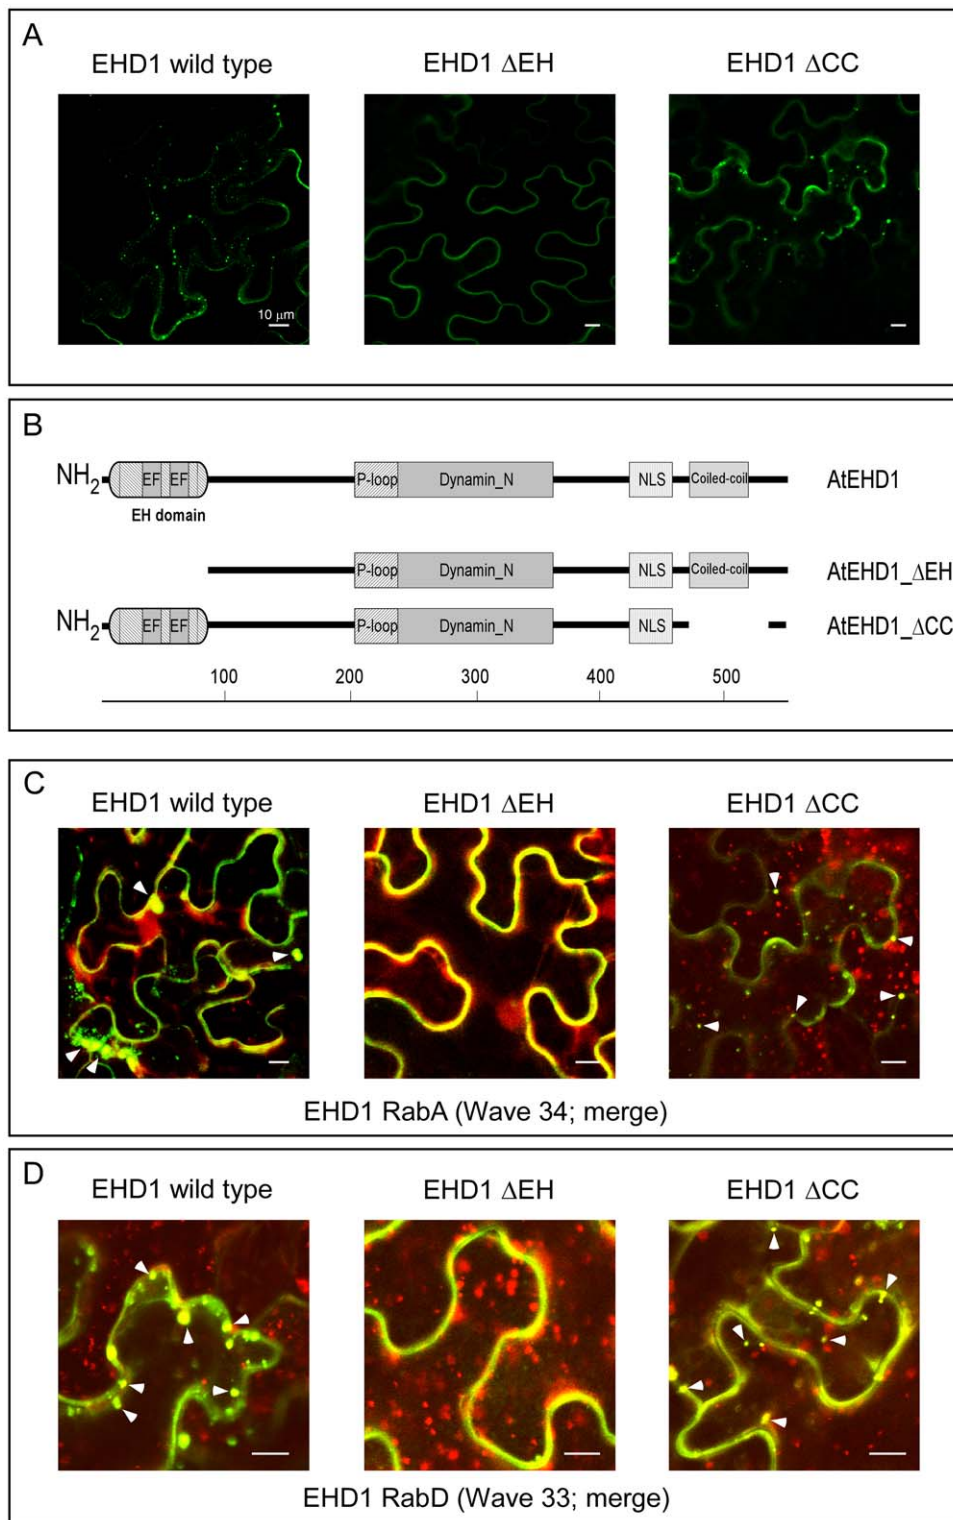 A
EHD1 wild type
EHD1 ΔEH
EHD1 ΔCC
10 μm
B
NH2
EF
EF
P-loop
Dynamin_N
NLS
Coiled-coil
AtEHD1
EH domain
P-loop
Dynamin_N
NLS
Coiled-coil
AtEHD1_ΔEH
NH2
EF
EF
P-loop
Dynamin_N
NLS
AtEHD1_ΔCC
100
200
300
400
500
C
EHD1 wild type
EHD1 ΔEH
EHD1 ΔCC
EHD1 RabA (Wave 34; merge)
D
EHD1 wild type
EHD1 ΔEH
EHD1 ΔCC
EHD1 RabD (Wave 33; merge)